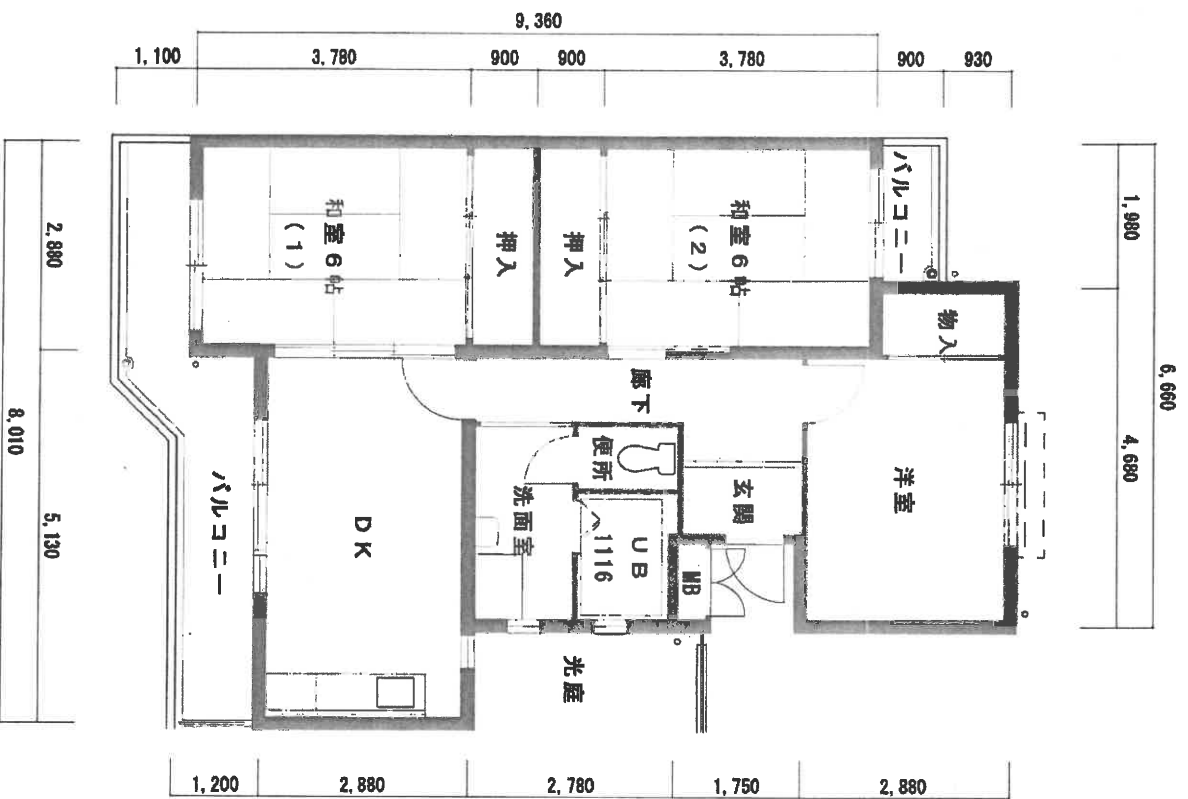 9,360
1,100
3,780
900
900
3,780
900
930
2,880
8,010
5,130
1,980
6,660
4,680
バルコニー
和室6帖
(1)
押入
押入
和室6帖
(2)
物入
廊下
便所
洗面室
UB
1116
玄関
MB
洋室
DK
バルコニー
光庭
1,200
2,880
2,780
1,750
2,880